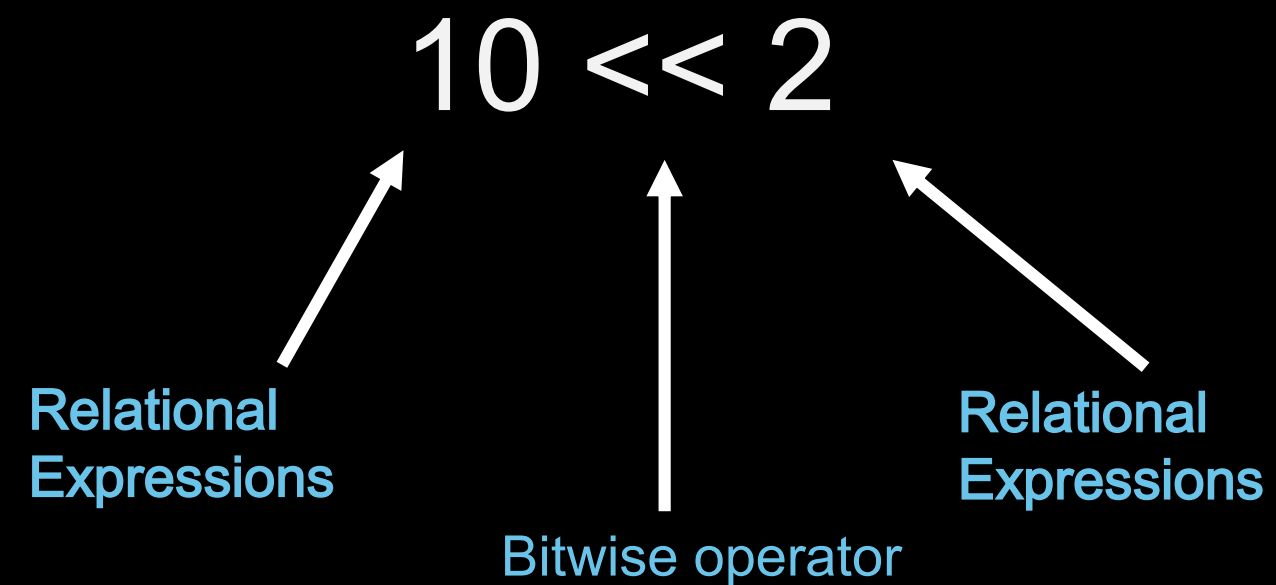 10 << 2
Relational
Expressions
Relational
Expressions
Bitwise operator